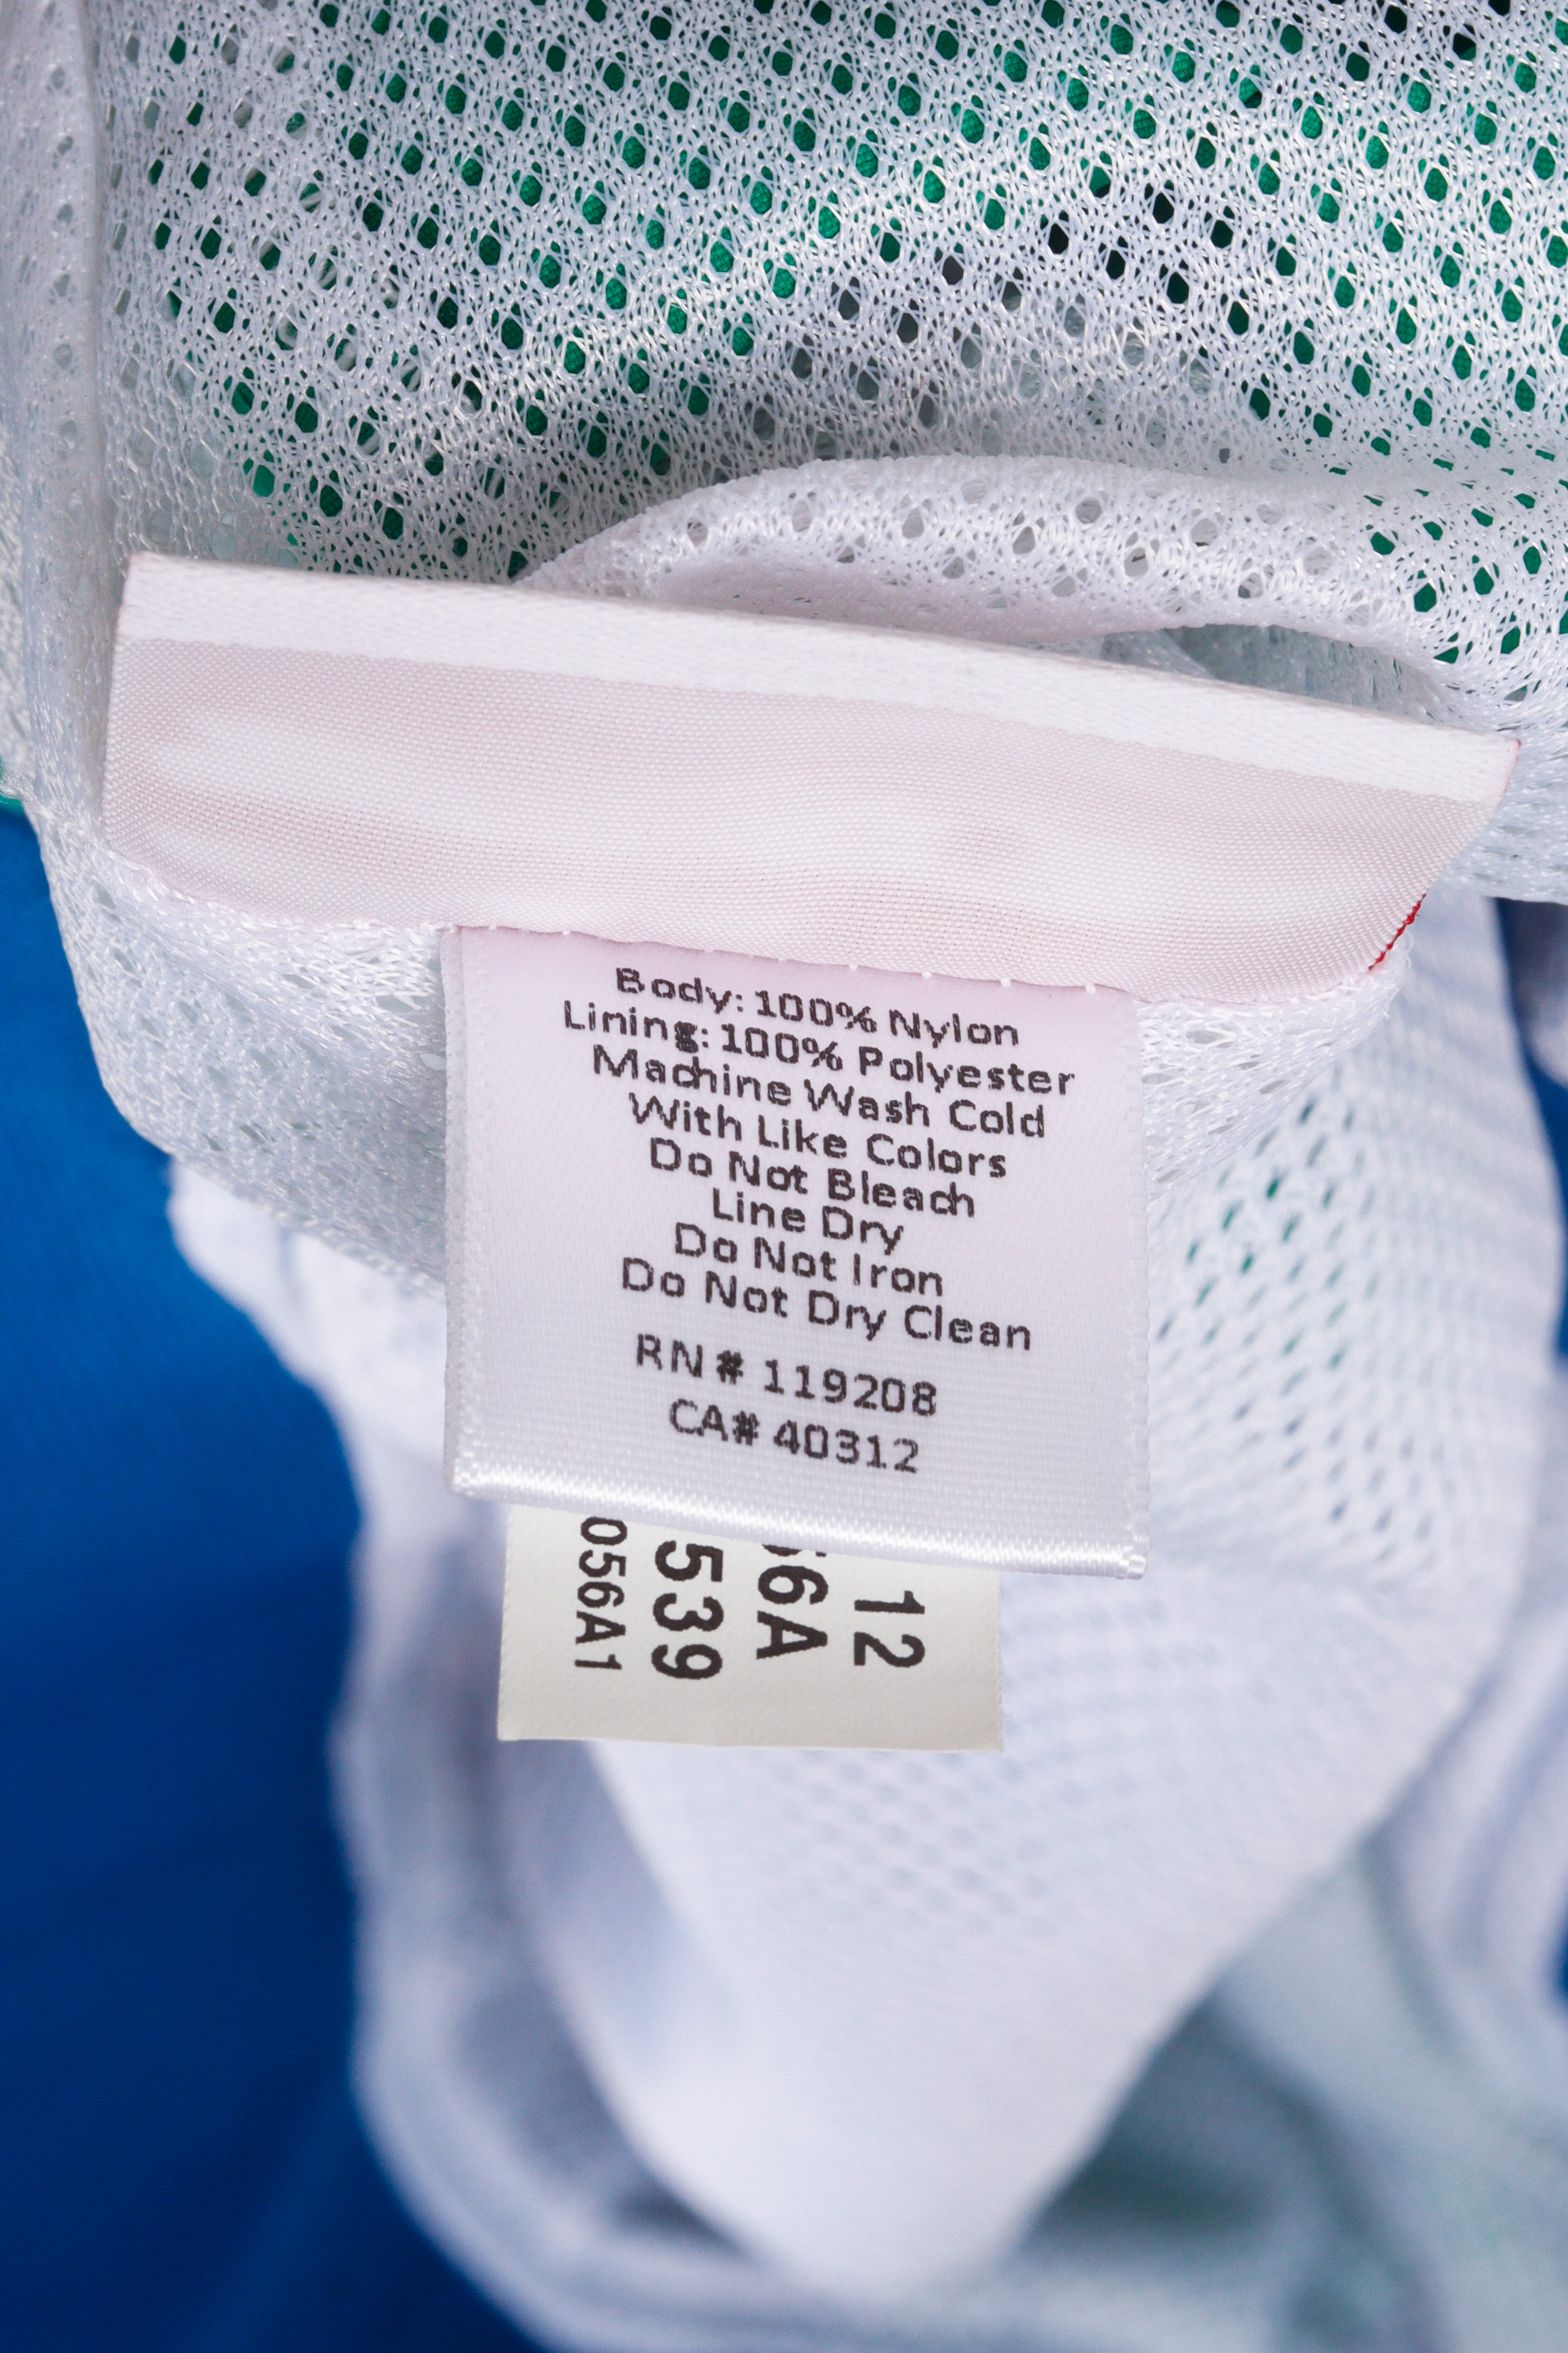 Body: 100% Nylon
Lining: 100% Polyester
Machine Wash Cold
With Like Colors
Do Not Bleach
Line Dry
Do Not Iron
Do Not Dry Clean
RN # 119208
CA# 40312
12
6A
539
056A1